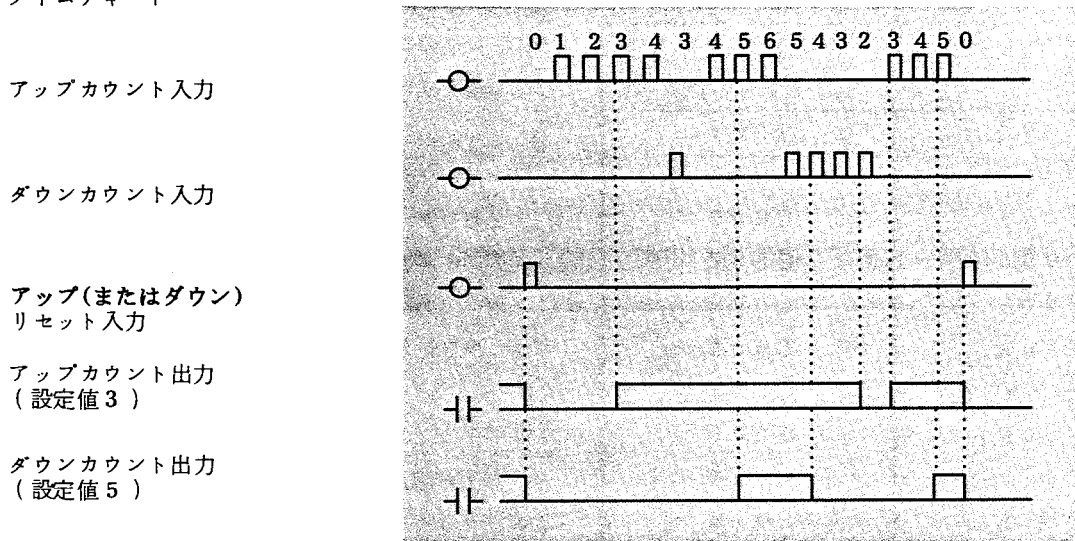 0 1 2 3 4 3 4 5 6 5 4 3 2 3 4 5 0
アップカウント入力
ダウンカウント入力
アップ(またはダウン)
リセット入力
アップカウント出力
( 設定値 3 )
ダウンカウント出力
( 設定値 5 )